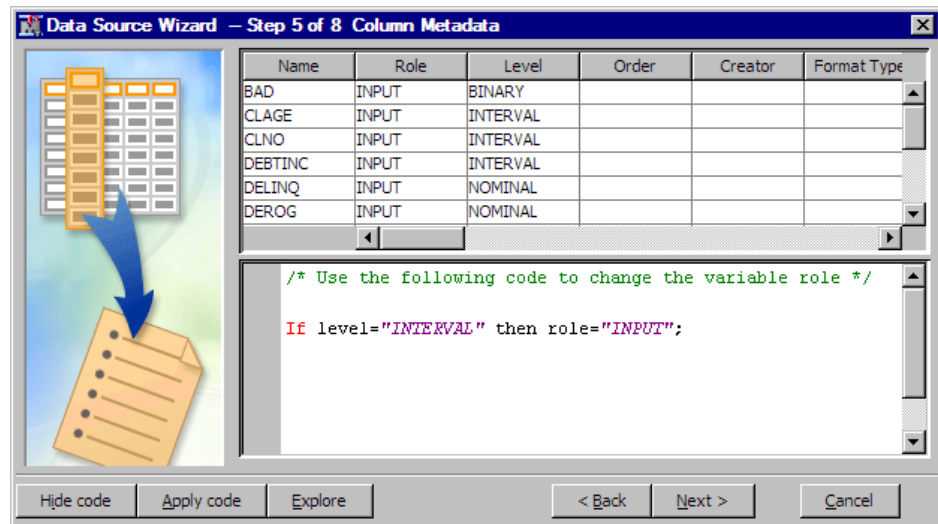 Data Source Wizard – Step 5 of 8 Column Metadata
Name Role Level Order Creator Format Type
BAD INPUT BINARY
CLAGE INPUT INTERVAL
CLNO INPUT INTERVAL
DEBTINC INPUT INTERVAL
DELINQ INPUT NOMINAL
DEROG INPUT NOMINAL
/* Use the following code to change the variable role */
If level="INTERVAL" then role="INPUT";
Hide code Apply code Explore < Back Next > Cancel